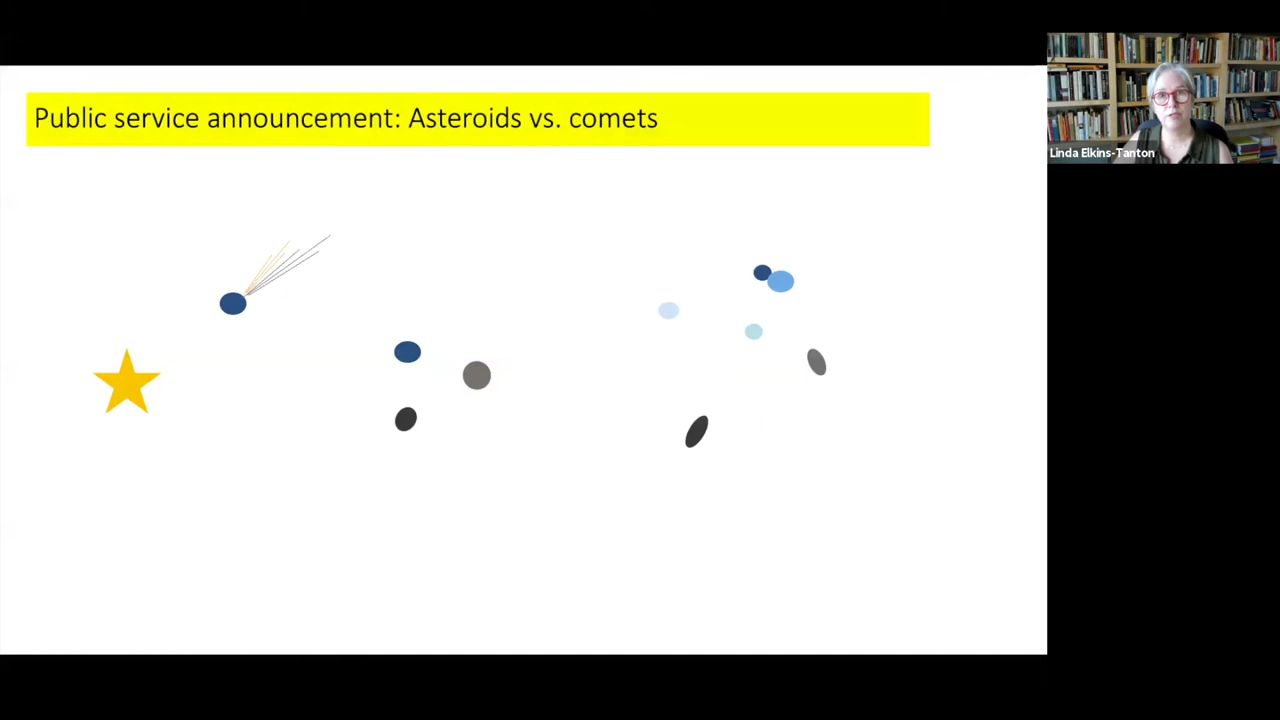 Public service announcement: Asteroids vs. comets
Linda Elkins-Tanton